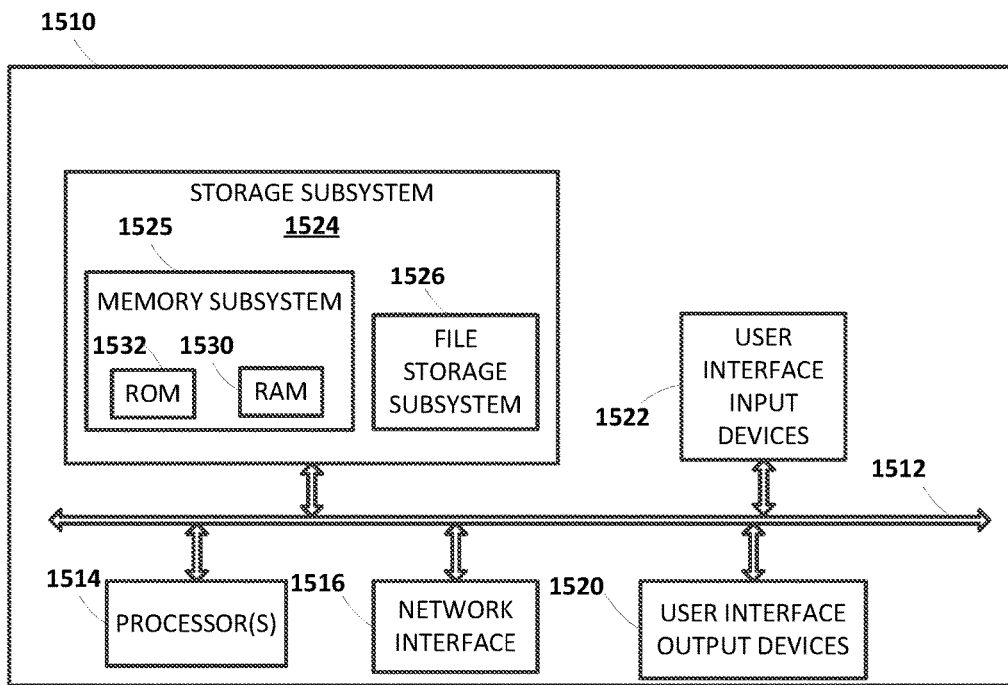 1510
STORAGE SUBSYSTEM
1524
1525
MEMORY SUBSYSTEM
1532
1530
ROM
RAM
1526
FILE
STORAGE
SUBSYSTEM
USER
INTERFACE
INPUT
DEVICES
1522
1512
1514
PROCESSOR(S)
1516
NETWORK
INTERFACE
1520
USER INTERFACE
OUTPUT DEVICES